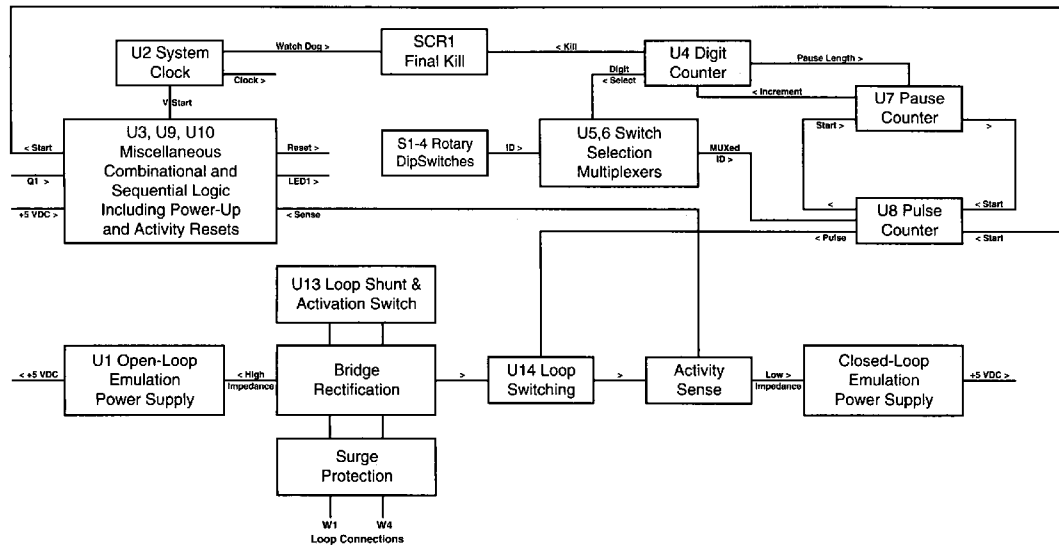 U2 System
Clock
Watch Dog >
SCR1
Final Kill
< Kill
U4 Digit
Counter
Pause Length >
Clock >
Digit
< Select
< Increment
U7 Pause
Counter
V Start
U3, U9, U10
Miscellaneous
Combinational and
Sequential Logic
Including Power-Up
and Activity Resets
< Start
Q1 >
+5 VDC >
Reset >
LED1 >
< Sense
S1-4 Rotary
DipSwitches
ID >
U5,6 Switch
Selection
Multiplexers
MUXed
ID >
Start >
>
<
< Start
U8 Pulse
Counter
< Pulse
< Start
U13 Loop Shunt &
Activation Switch
< +5 VDC
U1 Open-Loop
Emulation
Power Supply
< High
Impedance
Bridge
Rectification
>
U14 Loop
Switching
>
Activity
Sense
Low >
Impedance
Closed-Loop
Emulation
Power Supply
+5 VDC >
Surge
Protection
W1 W4
Loop Connections